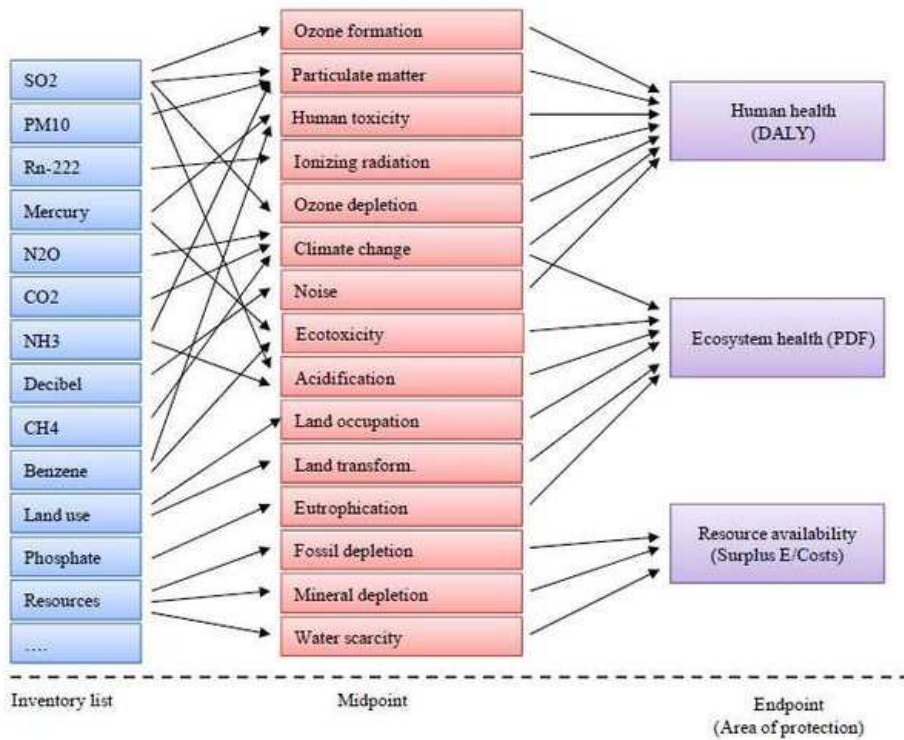 SO2
PM10
Rn-222
Mercury
N2O
CO2
NH3
Decibel
CH4
Benzene
Land use
Phosphate
Resources
....
Inventory list
Ozone formation
Particulate matter
Human toxicity
Ionizing radiation
Ozone depletion
Climate change
Noise
Ecotoxicity
Acidification
Land occupation
Land transform.
Eutrophication
Fossil depletion
Mineral depletion
Water scarcity
Midpoint
Human health
(DALY)
Ecosystem health (PDF)
Resource availability
(Surplus E/Costs)
Endpoint
(Area of protection)